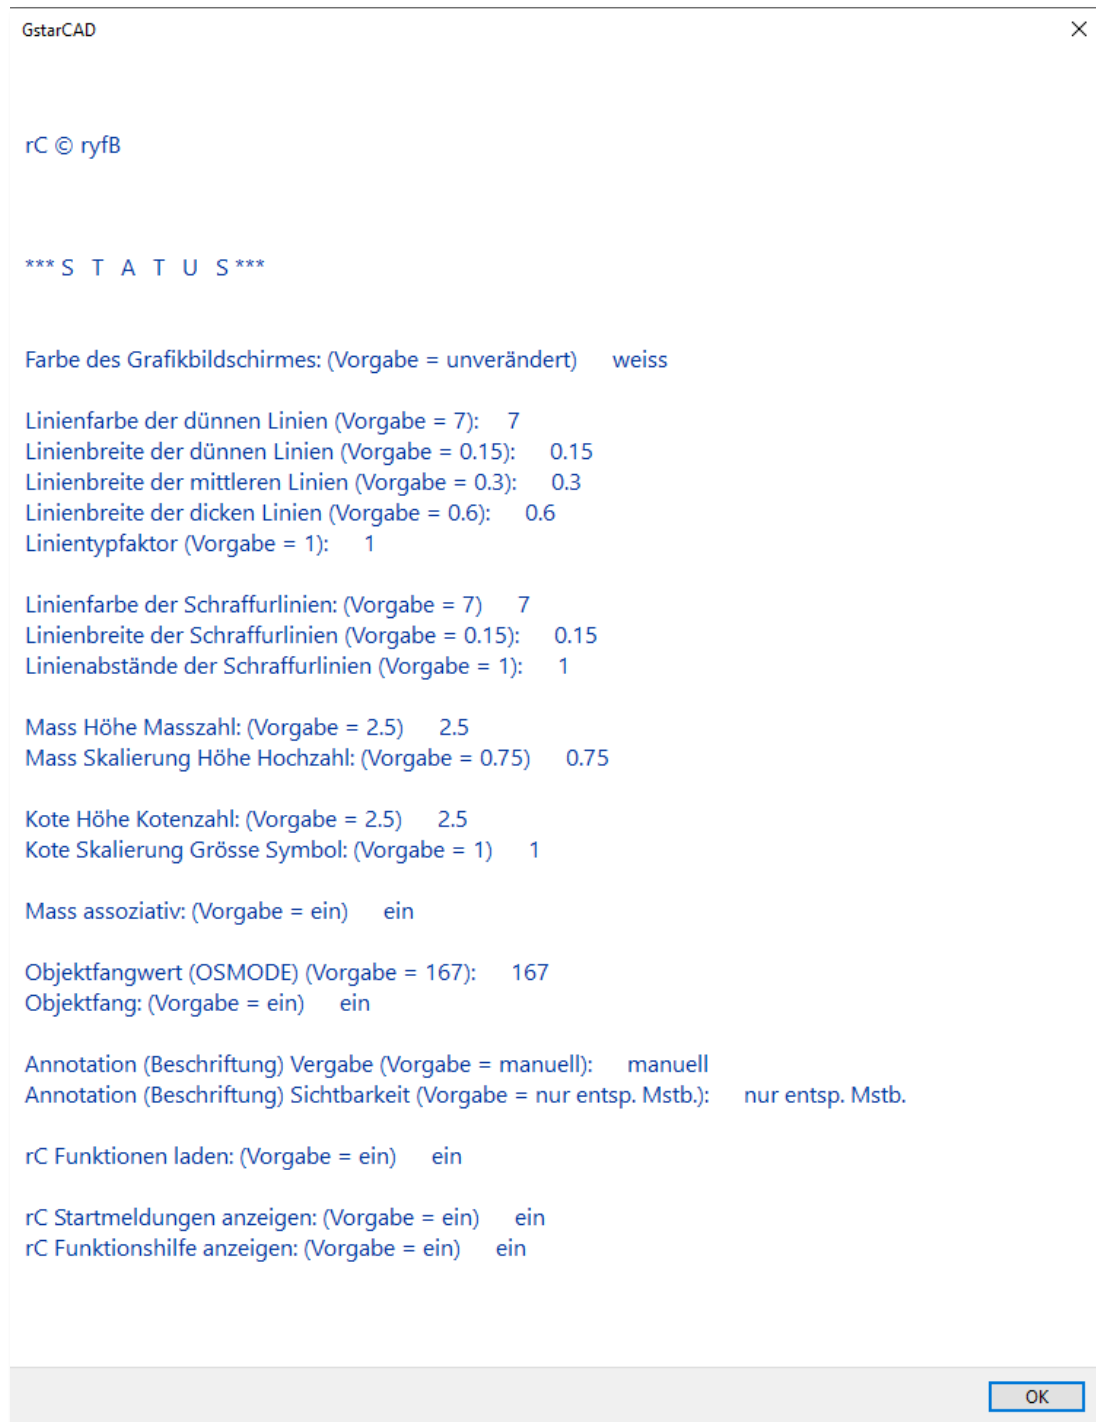 GstarCAD
rC © ryfB
*** S T A T U S ***
Farbe des Grafikbildschirmes: (Vorgabe = unverändert) weiss
Linienfarbe der dünnen Linien (Vorgabe = 7): 7
Linienbreite der dünnen Linien (Vorgabe = 0.15): 0.15
Linienbreite der mittleren Linien (Vorgabe = 0.3): 0.3
Linienbreite der dicken Linien (Vorgabe = 0.6): 0.6
Linientypfaktor (Vorgabe = 1): 1
Linienfarbe der Schraffurlinien: (Vorgabe = 7) 7
Linienbreite der Schraffurlinien (Vorgabe = 0.15): 0.15
Linienabstände der Schraffurlinien (Vorgabe = 1): 1
Mass Höhe Masszahl: (Vorgabe = 2.5) 2.5
Mass Skalierung Höhe Hochzahl: (Vorgabe = 0.75) 0.75
Kote Höhe Kotenzahl: (Vorgabe = 2.5) 2.5
Kote Skalierung Grösse Symbol: (Vorgabe = 1) 1
Mass assoziativ: (Vorgabe = ein) ein
Objektfangwert (OSMODE) (Vorgabe = 167): 167
Objektfang: (Vorgabe = ein) ein
Annotation (Beschriftung) Vergabe (Vorgabe = manuell): manuell
Annotation (Beschriftung) Sichtbarkeit (Vorgabe = nur entsp. Mstb.): nur entsp. Mstb.
rC Funktionen laden: (Vorgabe = ein) ein
rC Startmeldungen anzeigen: (Vorgabe = ein) ein
rC Funktionshilfe anzeigen: (Vorgabe = ein) ein
OK